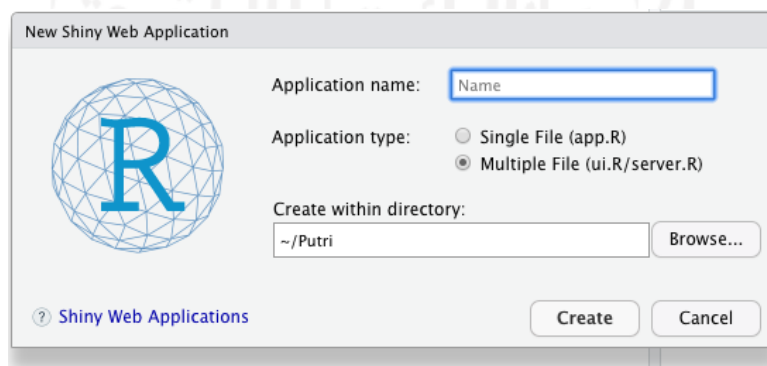 New Shiny Web Application
Application name: Name
Application type: Single File (app.R)
Multiple File (ui.R/server.R)
Create within directory:
~/Putri Browse...
R
? Shiny Web Applications Create Cancel